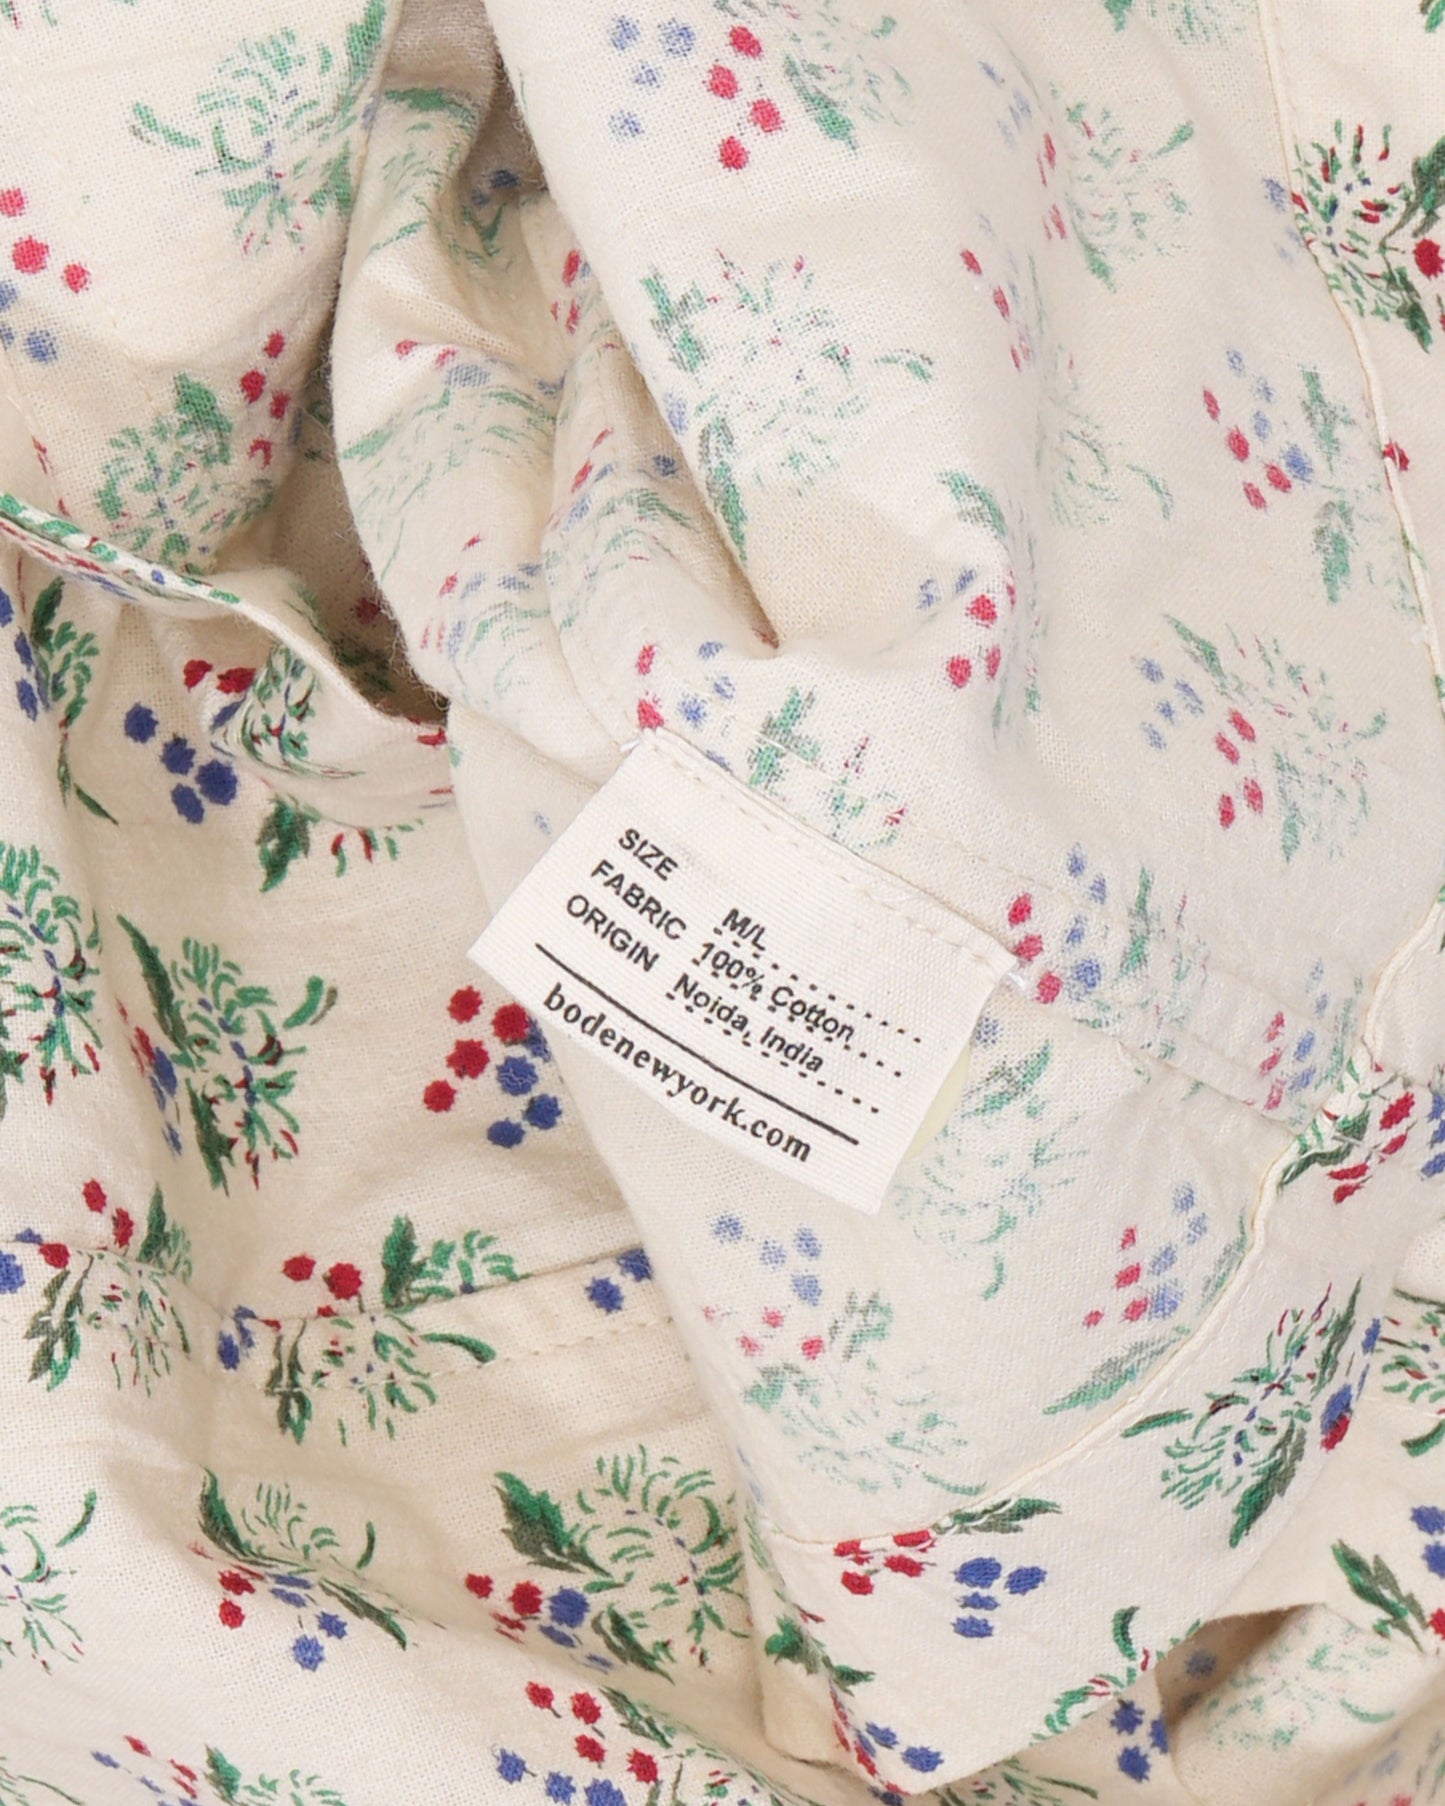 SIZE M/L
FABRIC 100% Cotton
ORIGIN Noida, India
bodenewyork.com